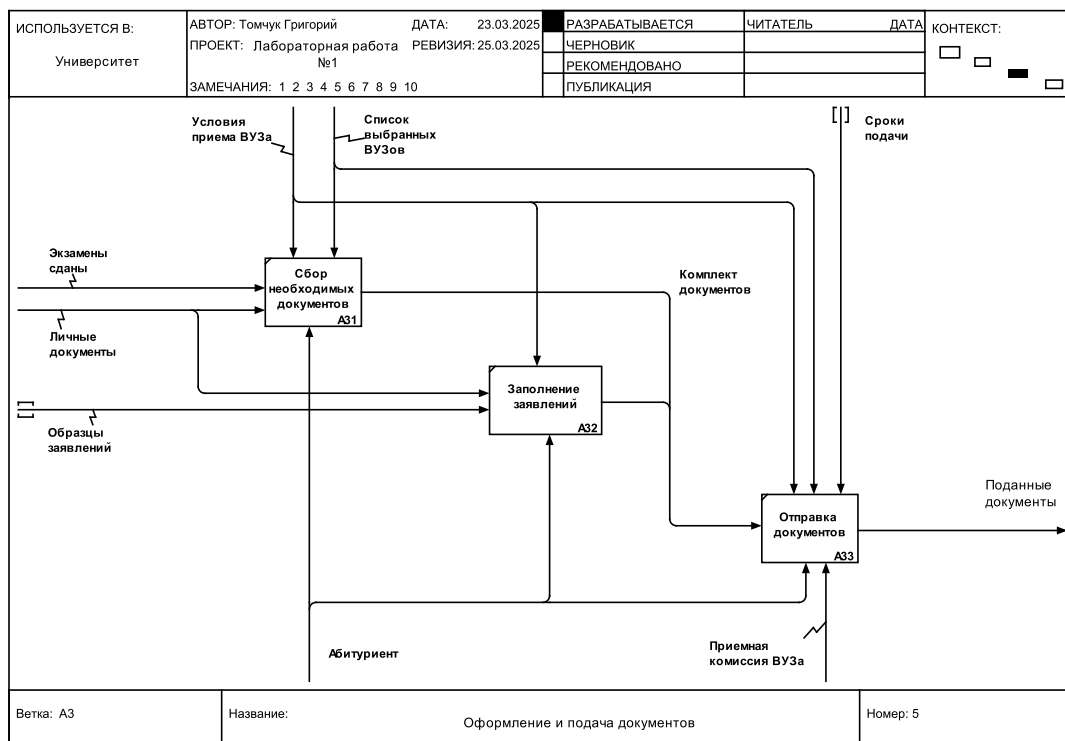 ИСПОЛЬЗУЕТСЯ В:
Университет
АВТОР: Томчук Григорий
ДАТА: 23.03.2025
ПРОЕКТ: Лабораторная работа
№1
РЕВИЗИЯ: 25.03.2025
ЗАМЕЧАНИЯ: 1 2 3 4 5 6 7 8 9 10
РАЗРАБАТЫВАЕТСЯ
ЧЕРНОВИК
РЕКОМЕНДОВАНО
ПУБЛИКАЦИЯ
ЧИТАТЕЛЬ
ДАТА
КОНТЕКСТ:
Условия
приема ВУЗа
Список
выбранных
ВУЗов
Сроки
подачи
Экзамены
сданы
Сбор
необходимых
документов
A31
Комплект
документов
Личные
документы
Заполнение
заявлений
A32
Образцы
заявлений
Поданные
документы
Отправка
документов
A33
Абитуриент
Приемная
комиссия ВУЗа
Ветка: A3
Название:
Оформление и подача документов
Номер: 5